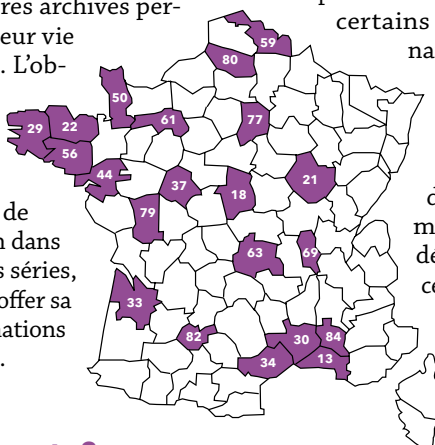 res archives per-
eur vie
. L'ob-
de
n dans
s séries,
offer sa
nations
.
p
certains
na
d
m
de
ce
59
80
50
61
77
29
22
56
44
37
18
21
79
63
69
33
82
30
84
34
13